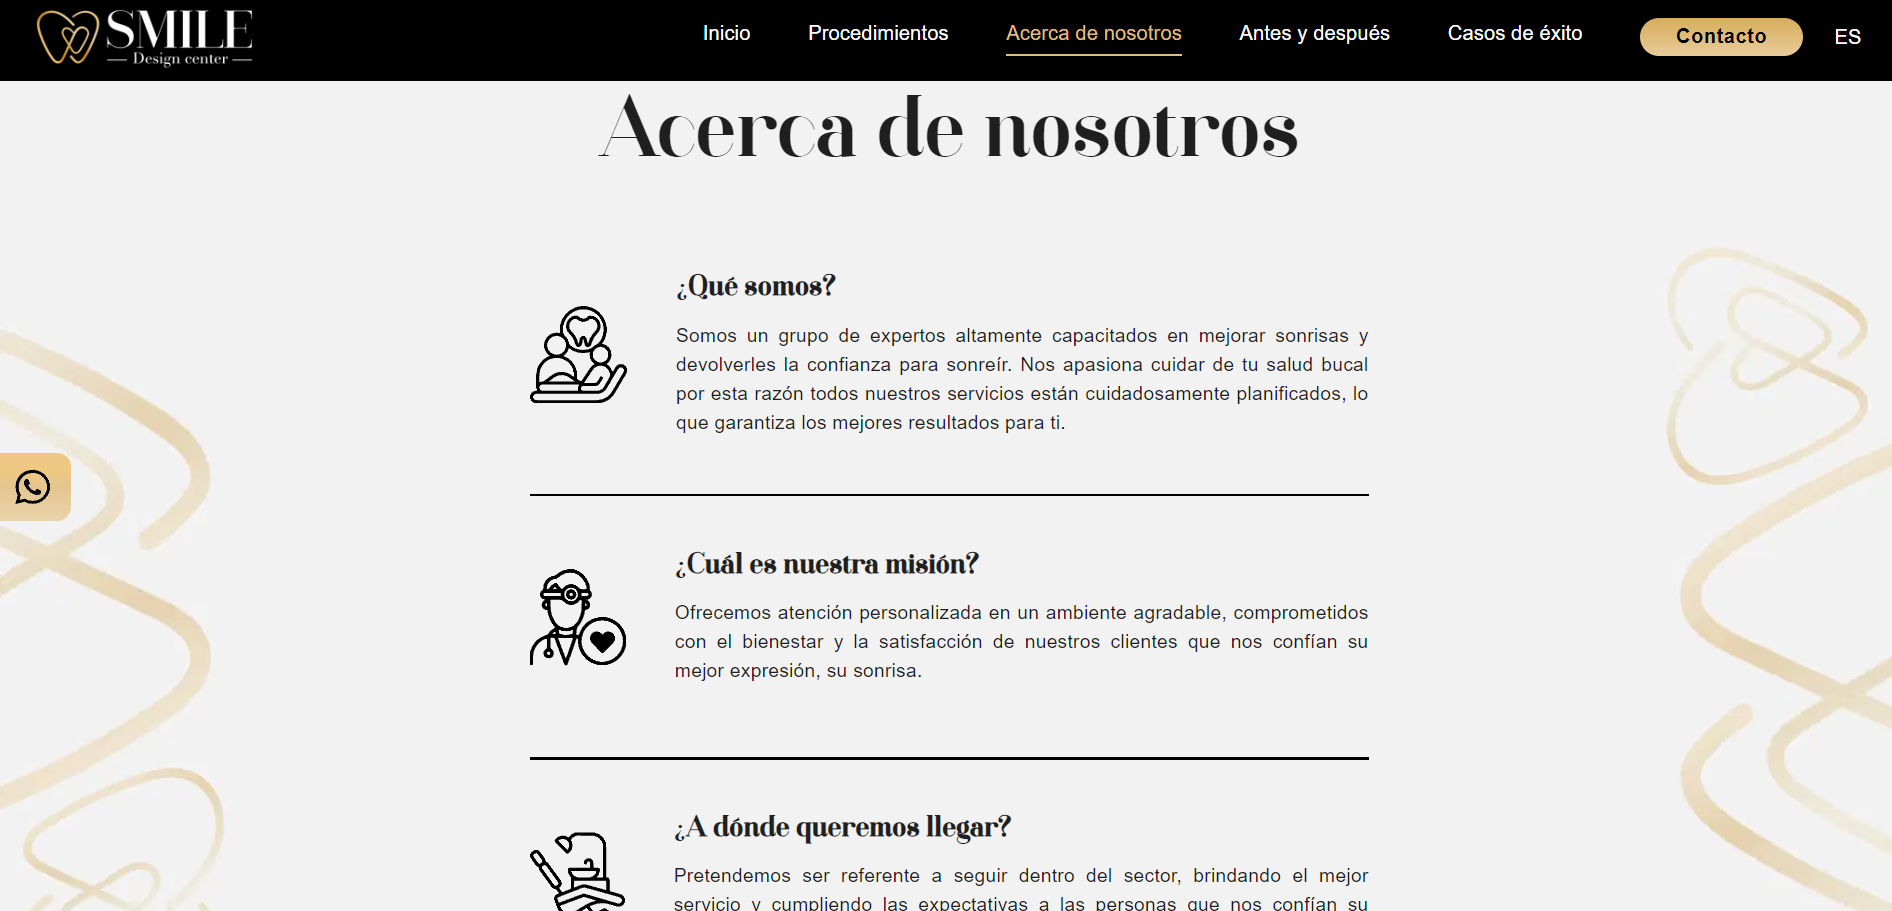 SMILE
Design center
Inicio Procedimientos Acerca de nosotros Antes y después Casos de éxito Contacto ES
Acerca de nosotros
¿Qué somos?
Somos un grupo de expertos altamente capacitados en mejorar sonrisas y
devolverles la confianza para sonreír. Nos apasiona cuidar de tu salud bucal
por esta razón todos nuestros servicios están cuidadosamente planificados, lo
que garantiza los mejores resultados para ti.
¿Cuál es nuestra misión?
Ofrecemos atención personalizada en un ambiente agradable, comprometidos
con el bienestar y la satisfacción de nuestros clientes que nos confían su
mejor expresión, su sonrisa.
¿A dónde queremos llegar?
Pretendemos ser referente a seguir dentro del sector, brindando el mejor
servicio y cumpliendo las expectativas a las personas que nos confían su